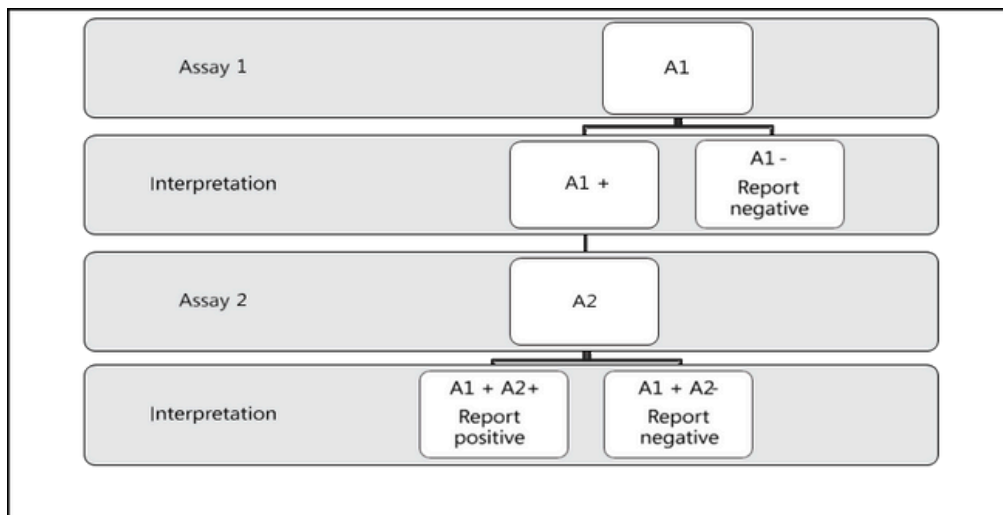 Assay 1
A1
Interpretation
A1 +
A1 -
Report
negative
Assay 2
A2
Interpretation
A1 + A2+
Report
positive
A1 + A2-
Report
negative